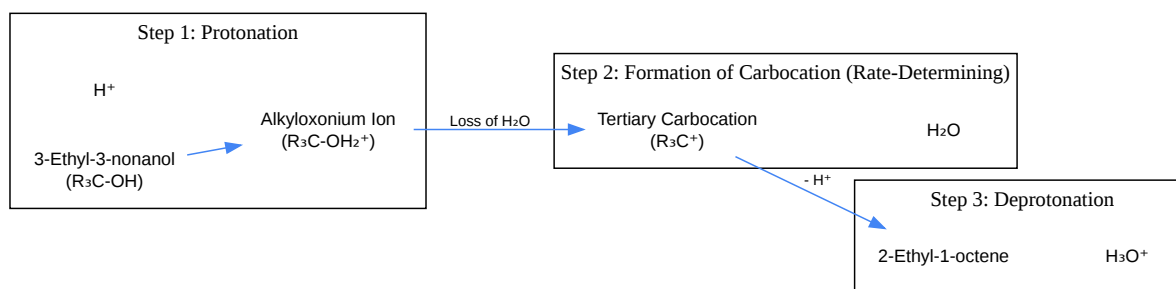 Step 1: Protonation
H⁺
Alkyloxonium Ion
(R₃C-OH₂⁺)
3-Ethyl-3-nonanol
(R₃C-OH)
Loss of H₂O
Step 2: Formation of Carbocation (Rate-Determining)
Tertiary Carbocation
(R₃C⁺)
H₂O
- H⁺
Step 3: Deprotonation
2-Ethyl-1-octene
H₃O⁺